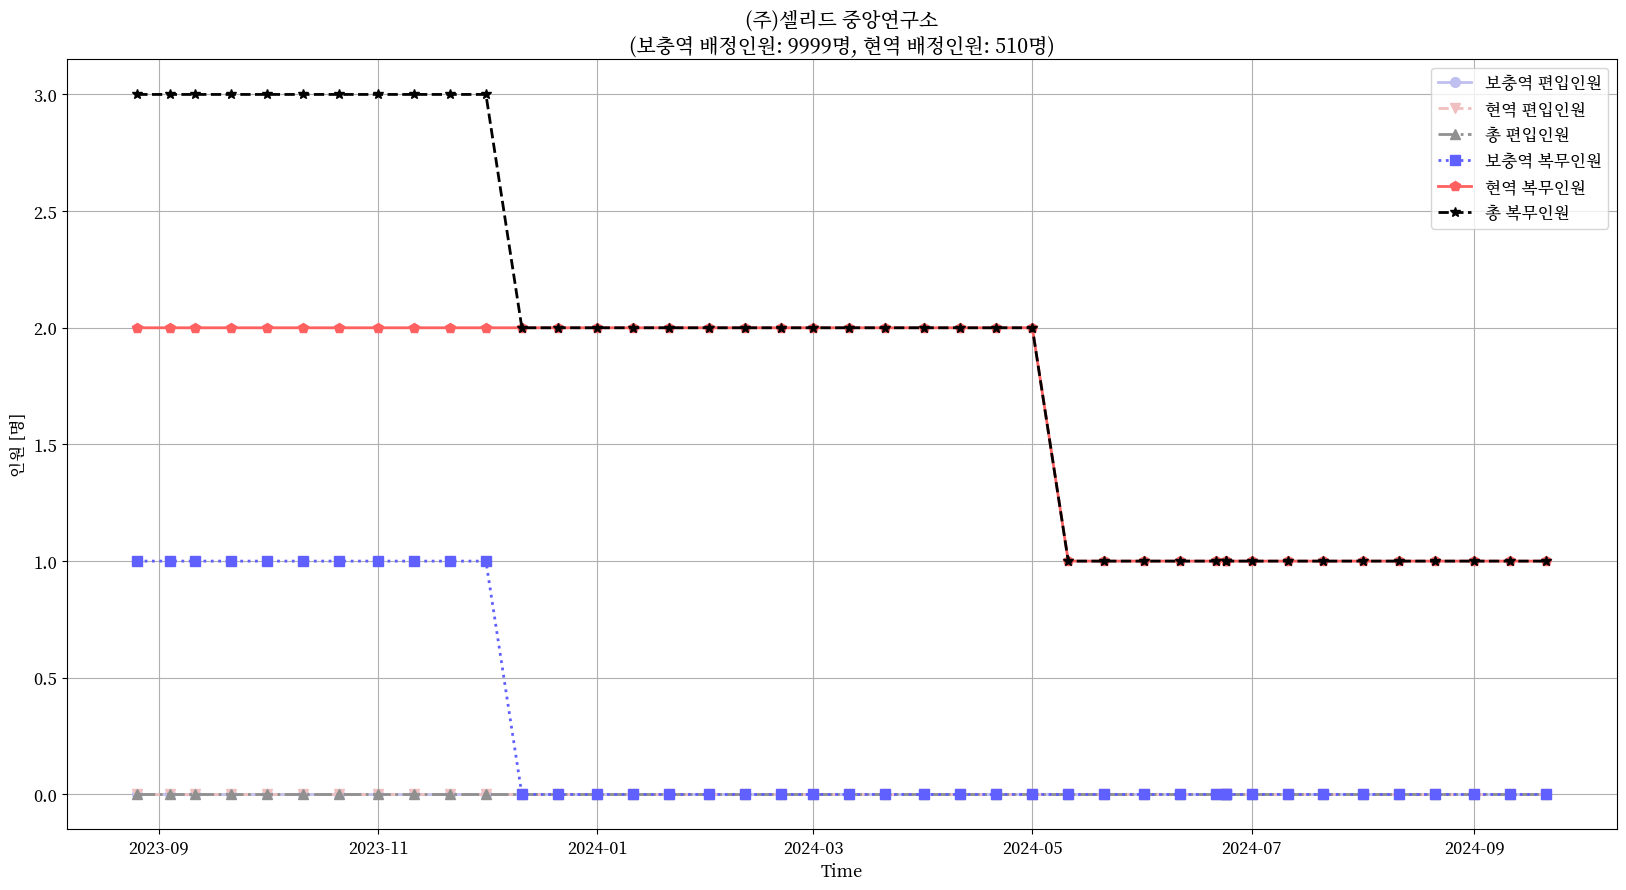 (주)셀리드 중앙연구소
(보충역 배정인원: 9999명, 현역 배정인원: 510명)
보충역 편입인원
현역 편입인원
총 편입인원
보충역 복무인원
현역 복무인원
총 복무인원
인원 [명]
3.0
2.5
2.0
1.5
1.0
0.5
0.0
2023-09
2023-11
2024-01
2024-03
2024-05
2024-07
2024-09
Time